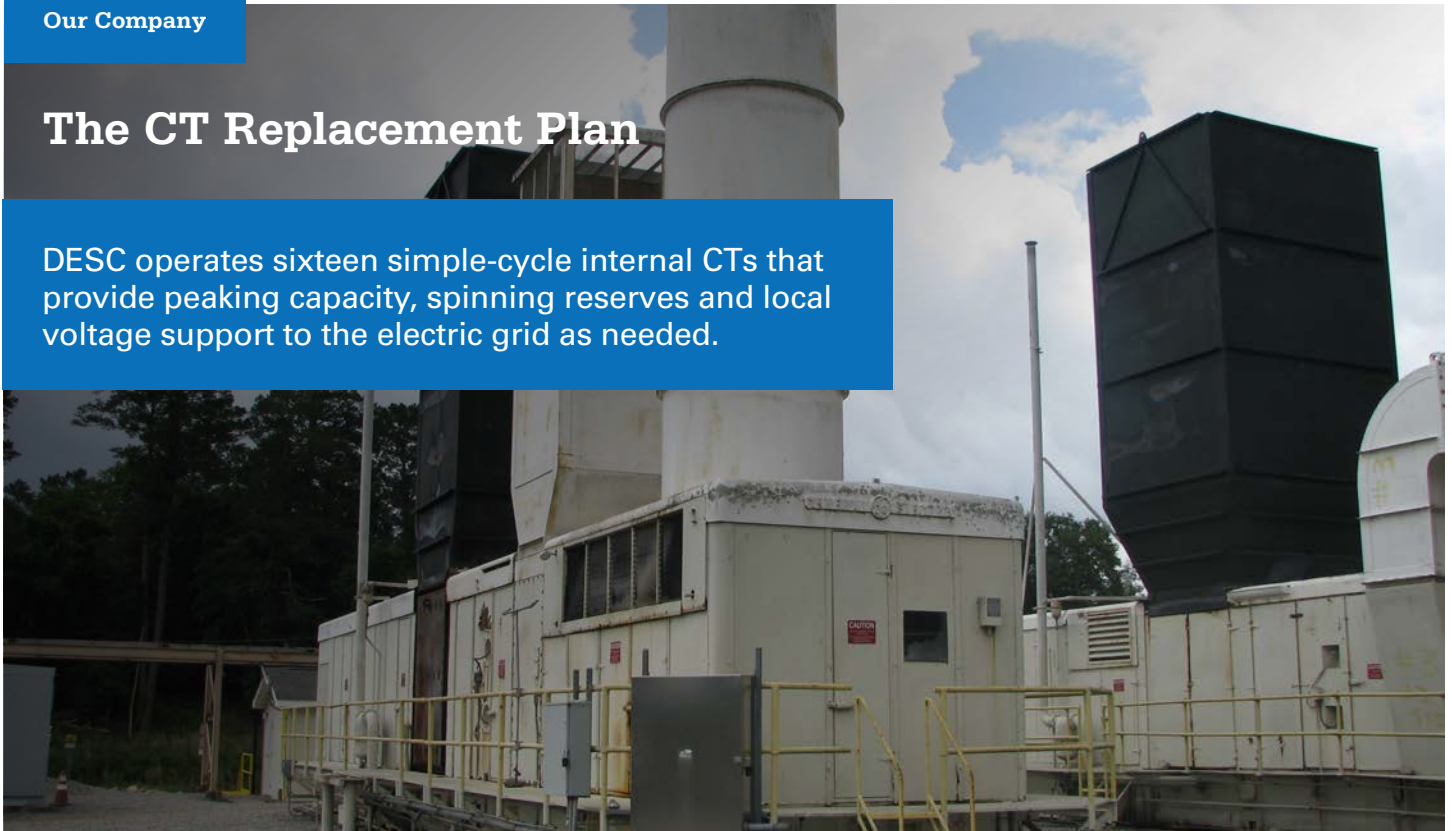 Our Company
The CT Replacement Plan
DESC operates sixteen simple-cycle internal CTs that
provide peaking capacity, spinning reserves and local
voltage support to the electric grid as needed.
CAUTION